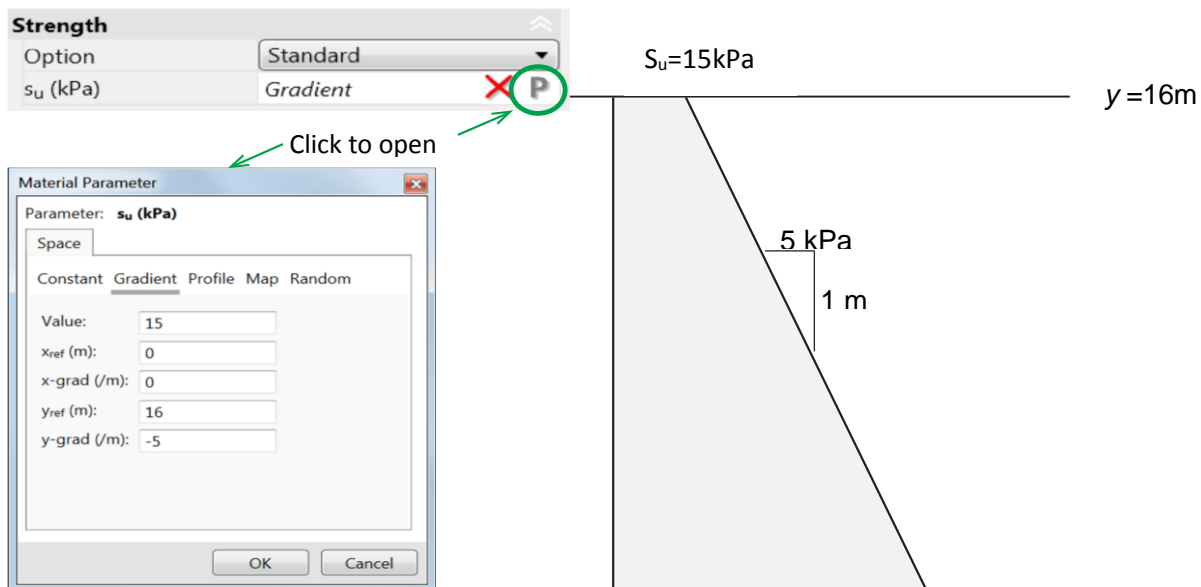 Strength
Option Standard
su (kPa) Gradient P
Click to open
Material Parameter
Parameter: su (kPa)
Space
Constant Gradient Profile Map Random
Value: 15
xref (m): 0
x-grad (/m): 0
yref (m): 16
y-grad (/m): -5
OK Cancel
Su=15kPa
y =16m
5 kPa
1 m